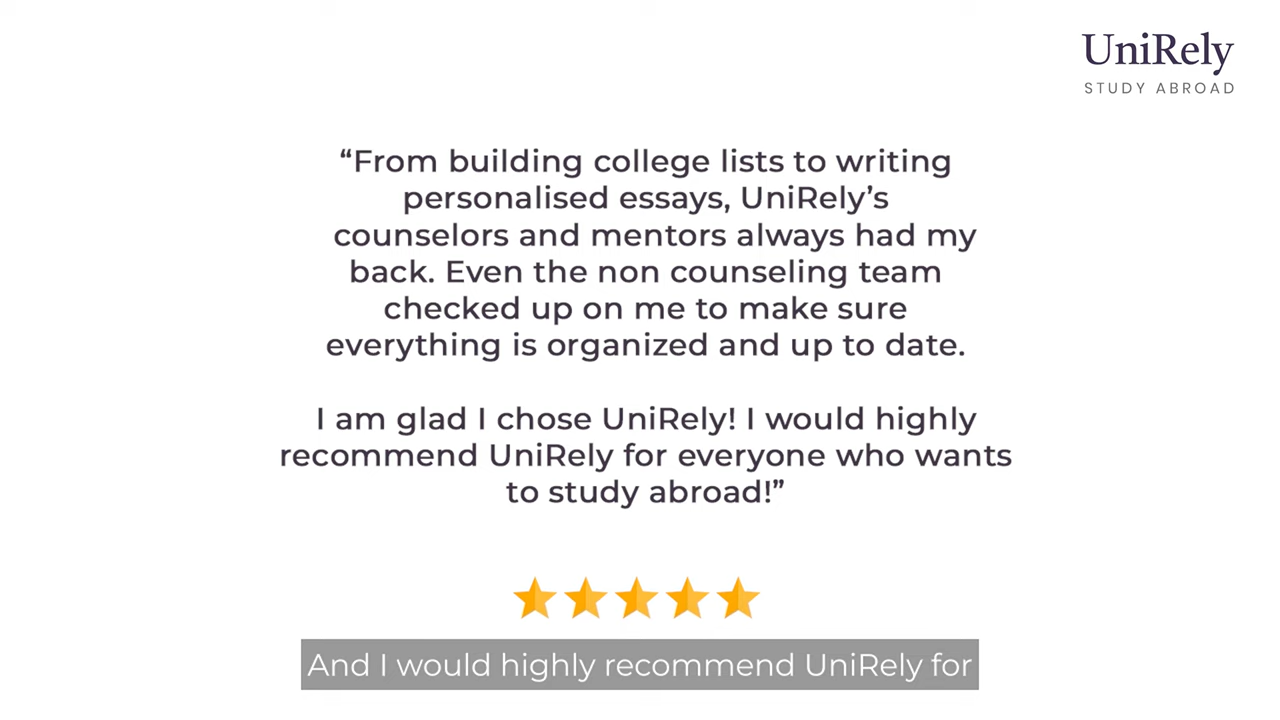 UniRely
STUDY ABROAD
“From building college lists to writing
personalised essays, UniRely’s
counselors and mentors always had my
back. Even the non counseling team
checked up on me to make sure
everything is organized and up to date.
I am glad I chose UniRely! I would highly
recommend UniRely for everyone who wants
to study abroad!”
And I would highly recommend UniRely for